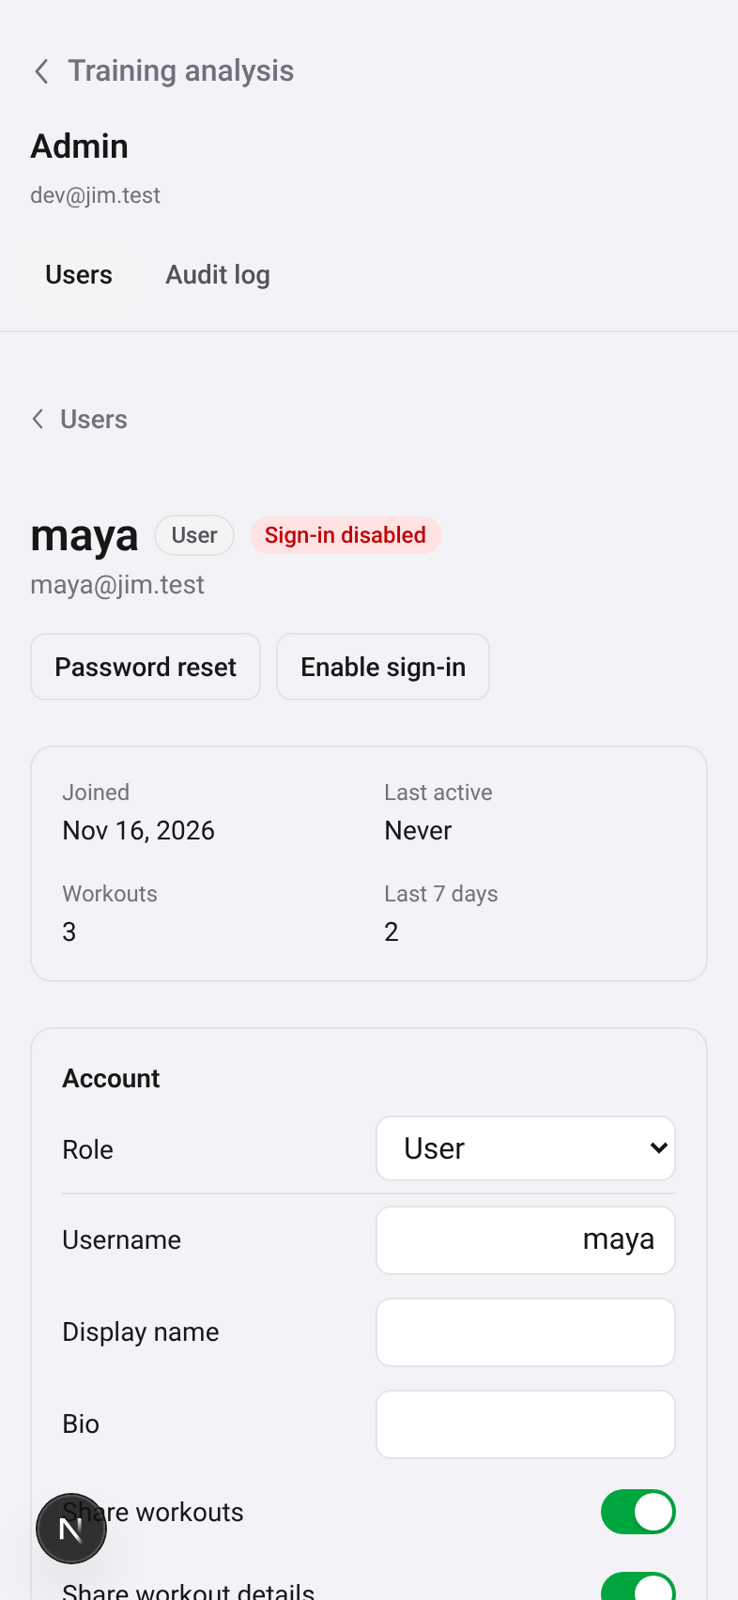 Training analysis
Admin
dev@jim.test
Users Audit log
Users
maya User Sign-in disabled
maya@jim.test
Password reset Enable sign-in
Joined Last active
Nov 16, 2026 Never
Workouts Last 7 days
3 2
Account
Role User
Username maya
Display name
Bio
Share workouts
N
Share workout details